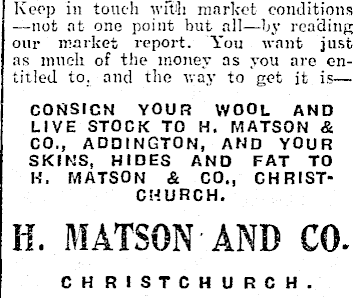 Keep in touch with market conditions
—not at one point but all—by reading
our market report. You want just
as much of the money as you are en-
titled to, and the way to get it is—
CONSIGN YOUR WOOL AND
LIVE STOCK TO H. MATSON &
CO., ADDINGTON, AND YOUR
SKINS, HIDES AND FAT TO
H. MATSON & CO., CHRIST-
CHURCH.
H. MATSON AND CO.
CHRISTCHURCH.